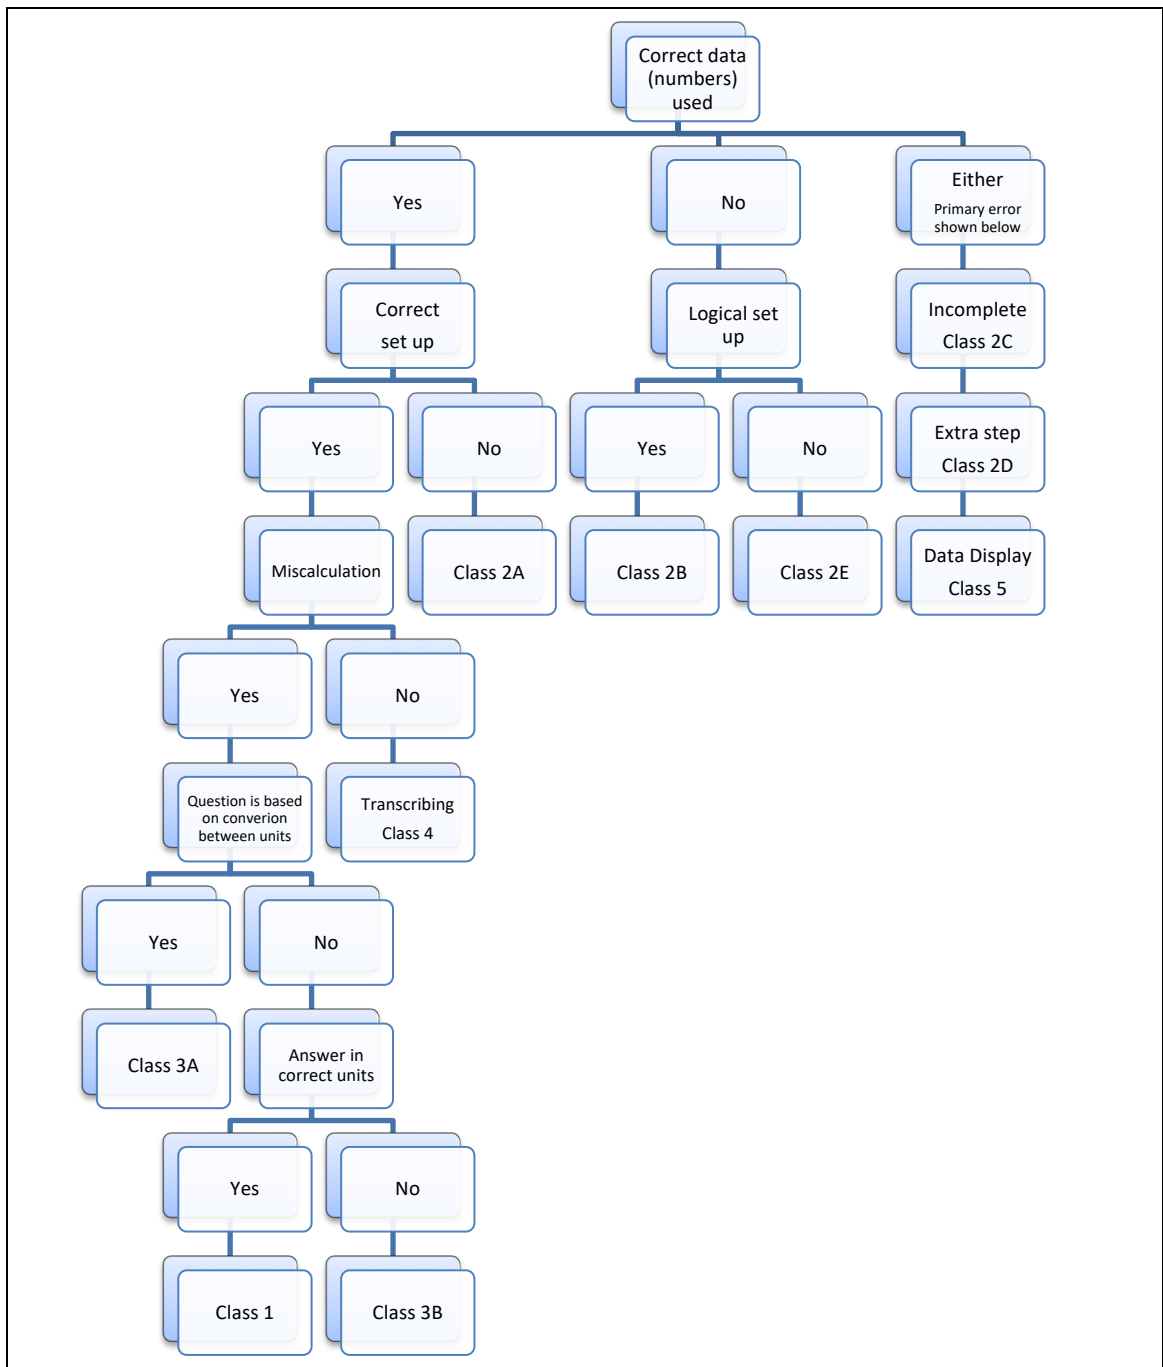 Correct data
(numbers)
used
Yes
No
Either
Primary error
shown below
Correct
set up
Logical set
up
Incomplete
Class 2C
Yes
No
Yes
No
Extra step
Class 2D
Miscalculation
Class 2A
Class 2B
Class 2E
Data Display
Class 5
Yes
No
Question is based
on converion
between units
Transcribing
Class 4
Yes
No
Class 3A
Answer in
correct units
Yes
No
Class 1
Class 3B